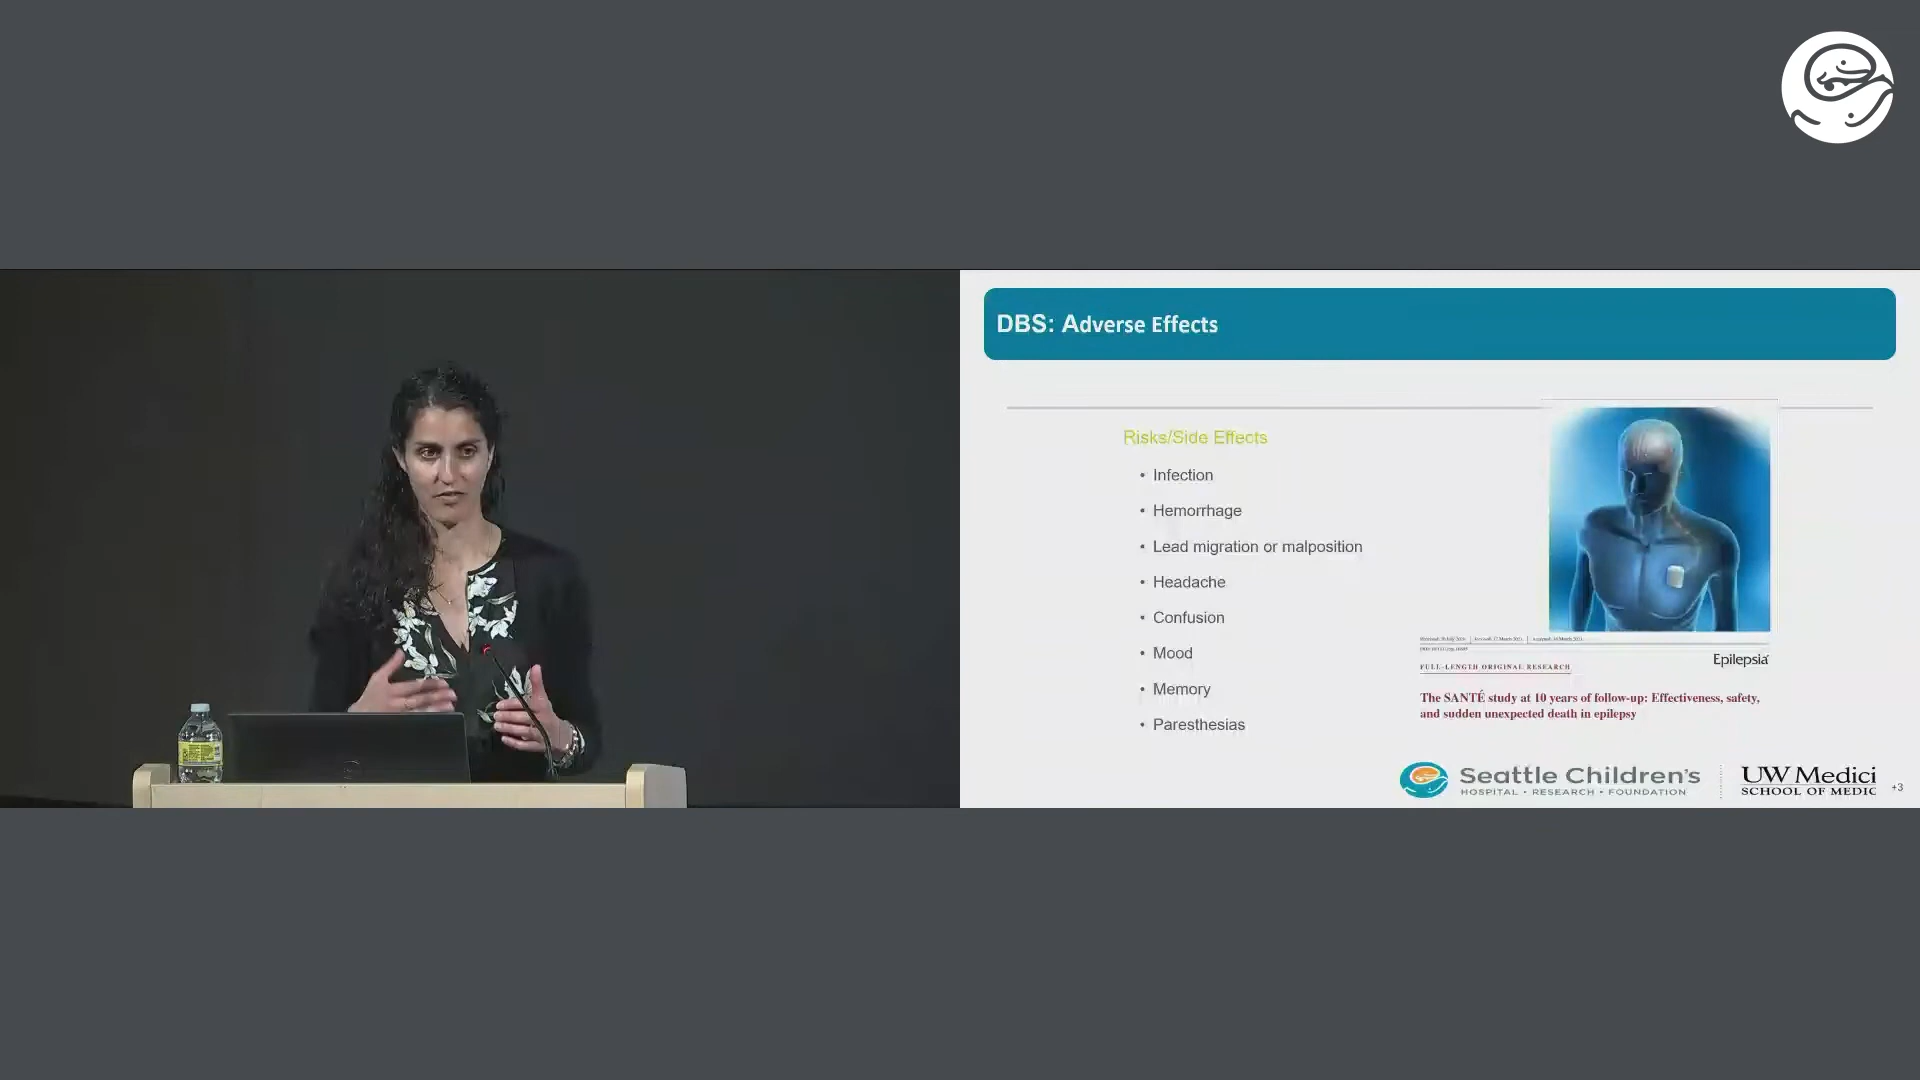 DBS: Adverse Effects
Risks/Side Effects
• Infection
• Hemorrhage
• Lead migration or malposition
• Headache
• Confusion
• Mood
• Memory
• Paresthesias
Epilepsia
FULL-LENGTH ORIGINAL RESEARCH
The SANTÉ study at 10 years of follow-up: Effectiveness, safety,
and sudden unexpected death in epilepsy
Seattle Children's
HOSPITAL • RESEARCH • FOUNDATION
UW Medici
SCHOOL OF MEDIC
+3